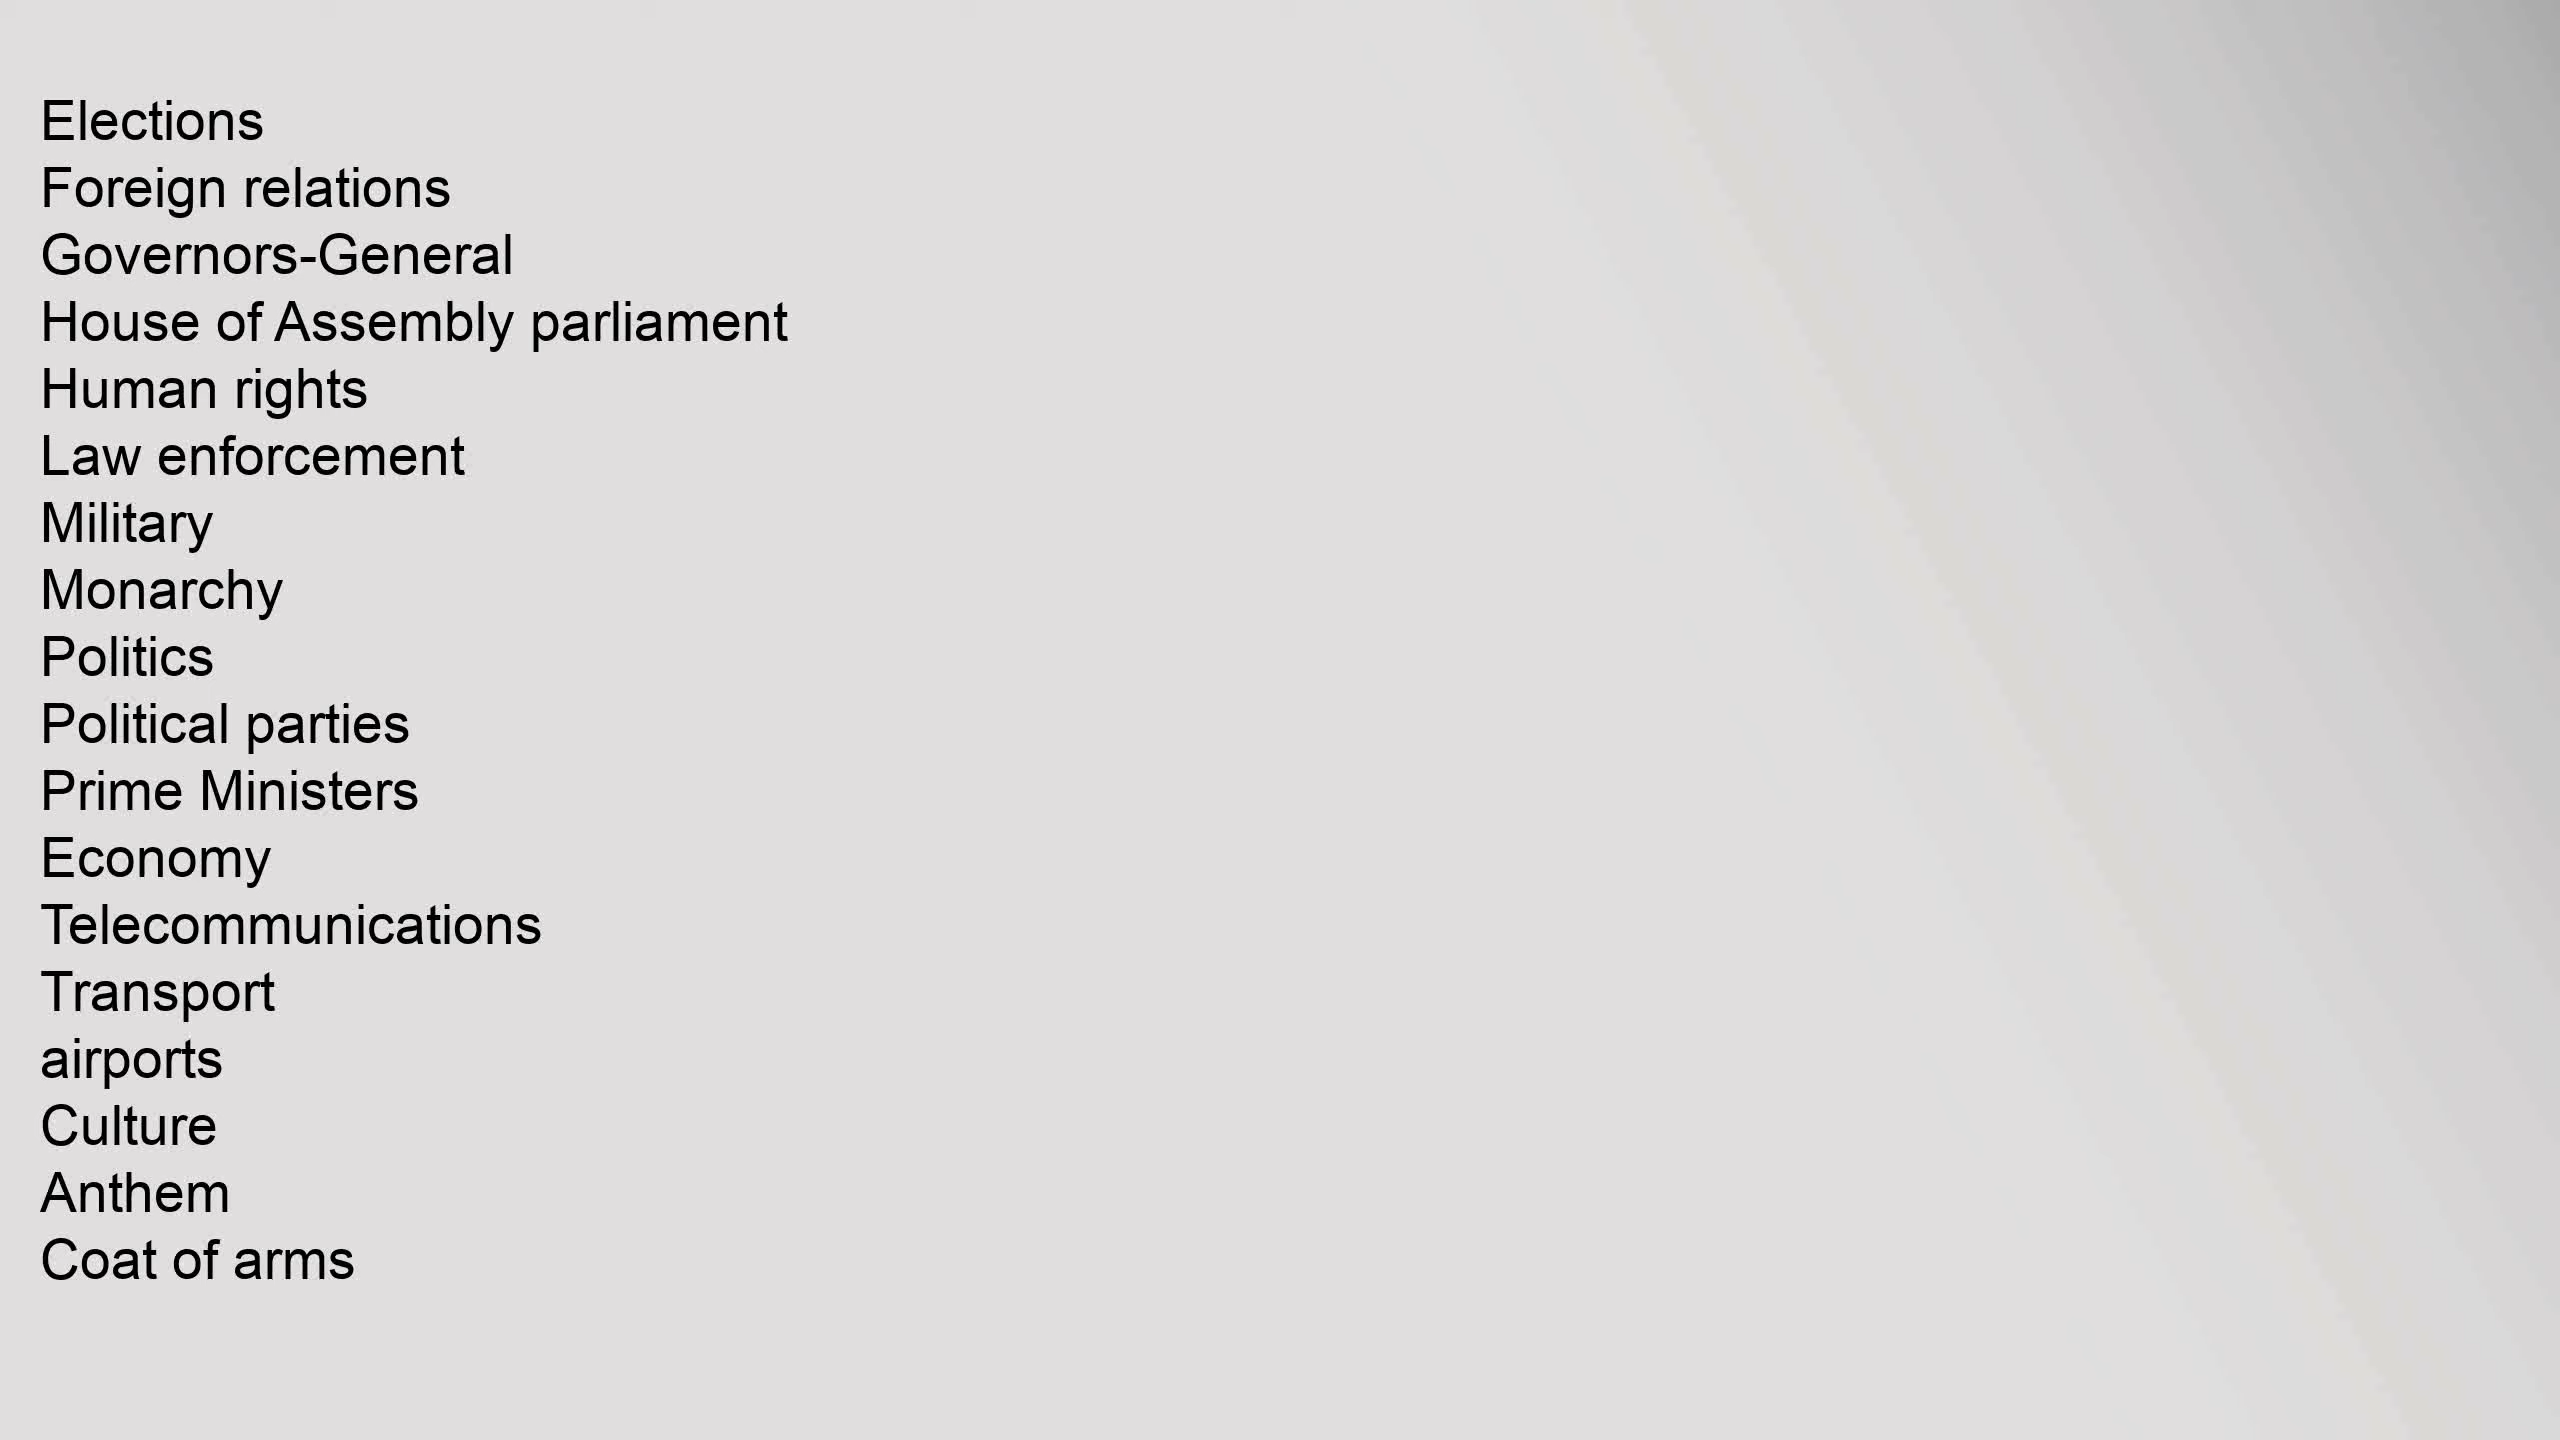 Elections
Foreign relations
Governors-General
House of Assembly parliament
Human rights
Law enforcement
Military
Monarchy
Politics
Political parties
Prime Ministers
Economy
Telecommunications
Transport
airports
Culture
Anthem
Coat of arms